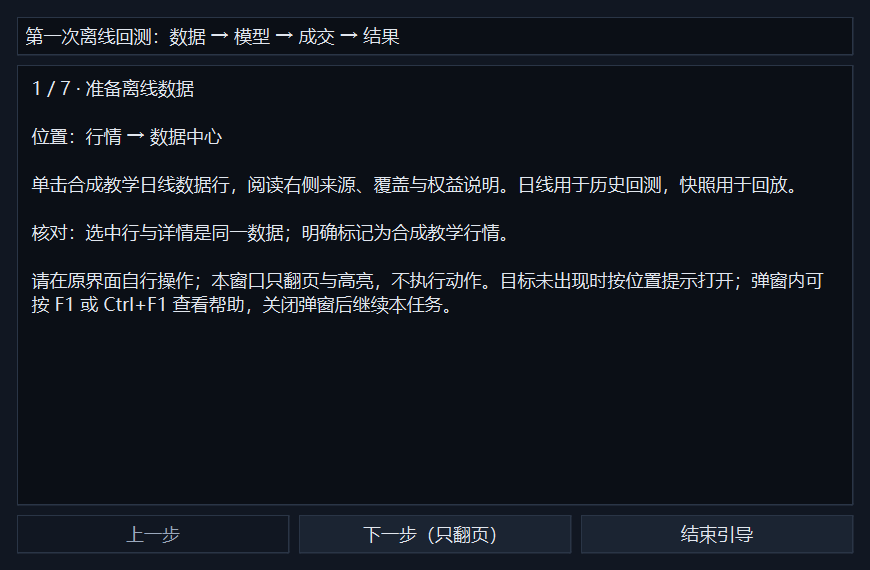 第一次离线回测：数据 → 模型 → 成交 → 结果
1 / 7 · 准备离线数据
位置：行情 → 数据中心
单击合成教学日线数据行，阅读右侧来源、覆盖与权益说明。日线用于历史回测，快照用于回放。
核对：选中行与详情是同一数据；明确标记为合成教学行情。
请在原界面自行操作；本窗口只翻页与高亮，不执行动作。目标未出现时按位置提示打开；弹窗内可
按 F1 或 Ctrl+F1 查看帮助，关闭弹窗后继续本任务。
上一步
下一步（只翻页）
结束引导